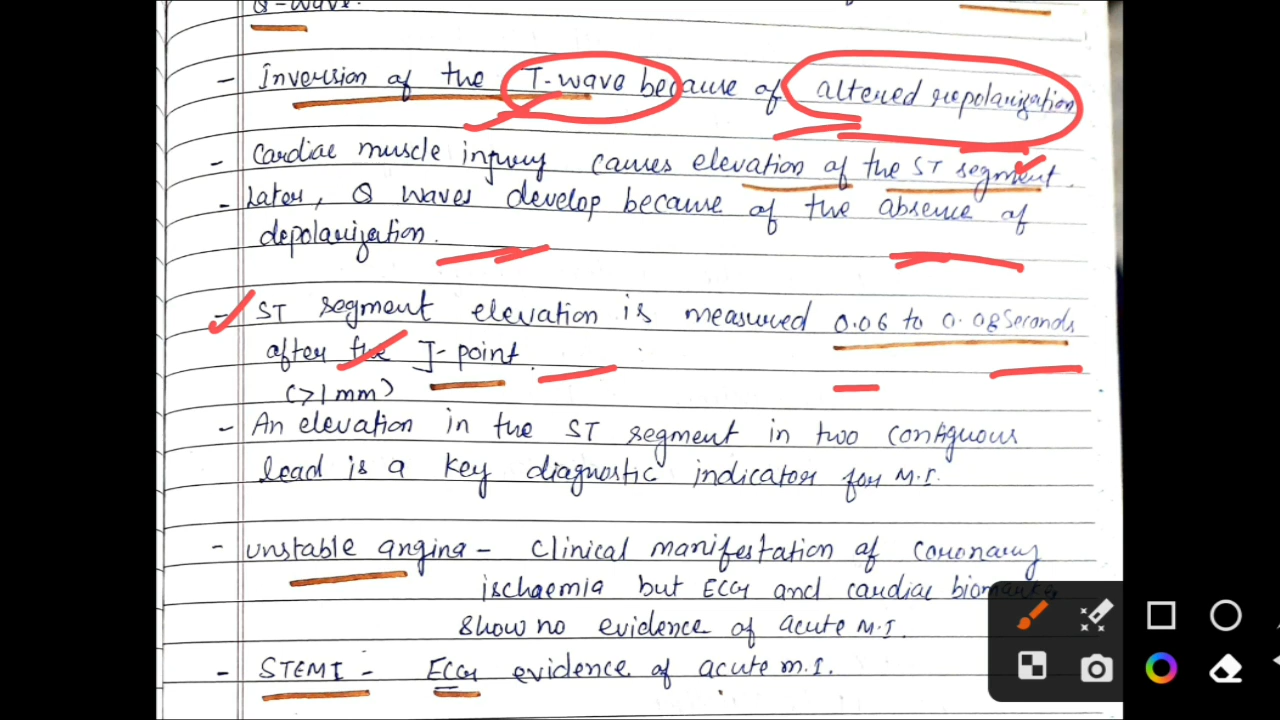 Q-wave.
- Inversion of the T-wave because of altered repolarization
- Cardiac muscle injury causes elevation of the ST segment.
- Later, Q waves develop because of the absence of
depolarization.
- ST segment elevation is measured 0.06 to 0.08 seconds
after the J-point.
(>1mm)
- An elevation in the ST segment in two contiguous
lead is a key diagnostic indicator for M.I.
- unstable angina - Clinical manifestation of coronary
ischaemia but ECG and cardiac biomarker
show no evidence of acute M.I.
- STEMI - ECG evidence of acute m.I.